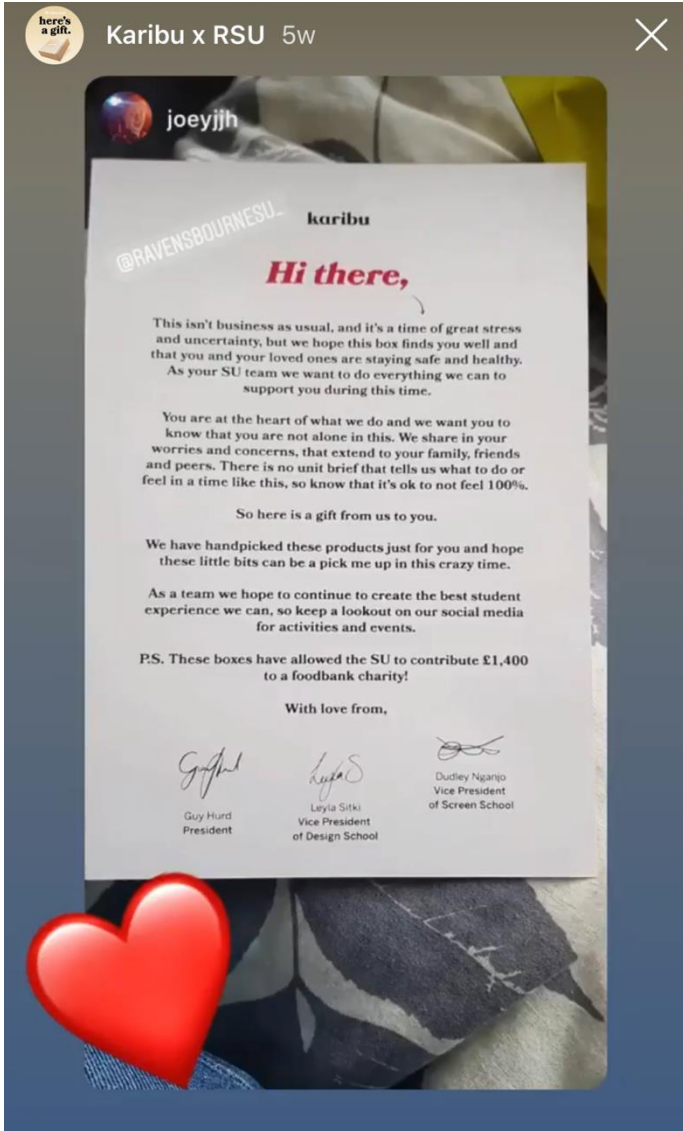 here's
a gift.
Karibu x RSU 5w
joeyjjh
@RAVENSBOURNESU_
karibu
Hi there,
This isn't business as usual, and it's a time of great stress
and uncertainty, but we hope this box finds you well and
that you and your loved ones are staying safe and healthy.
As your SU team we want to do everything we can to
support you during this time.
You are at the heart of what we do and we want you to
know that you are not alone in this. We share in your
worries and concerns, that extend to your family, friends
and peers. There is no unit brief that tells us what to do or
feel in a time like this, so know that it's ok to not feel 100%.
So here is a gift from us to you.
We have handpicked these products just for you and hope
these little bits can be a pick me up in this crazy time.
As a team we hope to continue to create the best student
experience we can, so keep a lookout on our social media
for activities and events.
P.S. These boxes have allowed the SU to contribute £1,400
to a foodbank charity!
With love from,
Guy Hurd
President
Leyla Sitki
Vice President
of Design School
Dudley Nganjo
Vice President
of Screen School